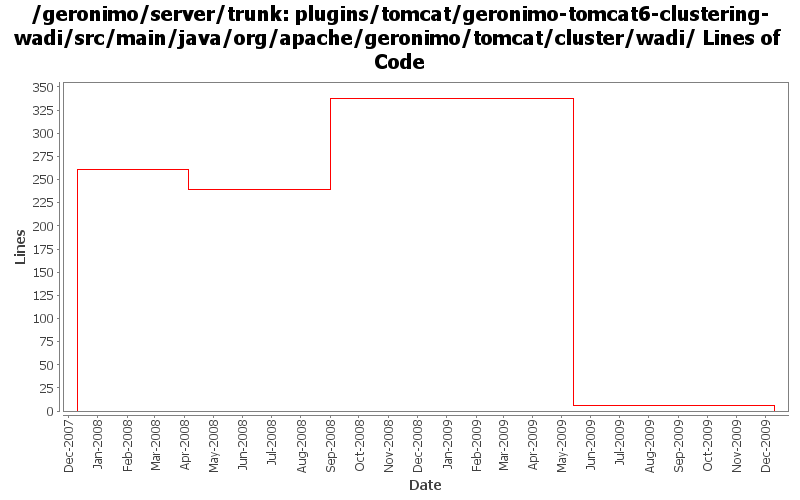 /geronimo/server/trunk: plugins/tomcat/geronimo-tomcat6-clustering-
wadi/src/main/java/org/apache/geronimo/tomcat/cluster/wadi/ Lines of
Code
350
325
300
275
250
225
200
175
150
125
100
75
50
25
0
Lines
Dec-2007
Jan-2008
Feb-2008
Mar-2008
Apr-2008
May-2008
Jun-2008
Jul-2008
Aug-2008
Sep-2008
Oct-2008
Nov-2008
Dec-2008
Jan-2009
Feb-2009
Mar-2009
Apr-2009
May-2009
Jun-2009
Jul-2009
Aug-2009
Sep-2009
Oct-2009
Nov-2009
Dec-2009
Date